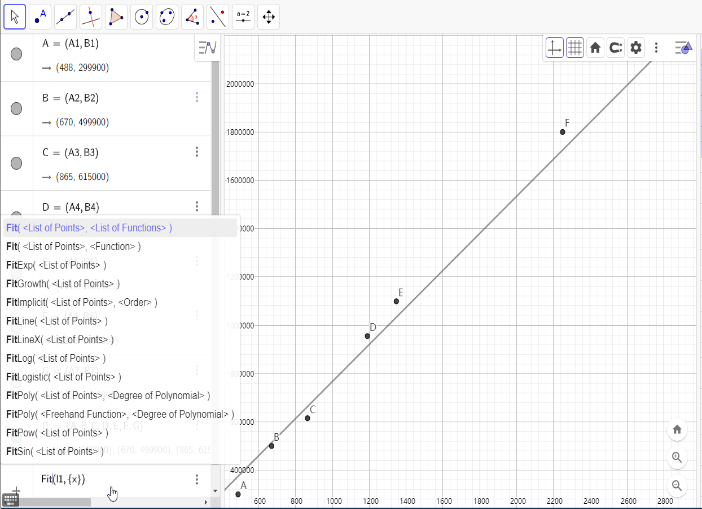 A
a=2
A = (A1, B1)
→ (488, 299900)
B = (A2, B2)
→ (670, 499900)
C = (A3, B3)
→ (865, 615000)
D = (A4, B4)
Fit( <List of Points>, <List of Functions> )
Fit( <List of Points>, <Function> )
FitExp( <List of Points> )
FitGrowth( <List of Points> )
FitImplicit( <List of Points>, <Order> )
FitLine( <List of Points> )
FitLineX( <List of Points> )
FitLog( <List of Points> )
FitLogistic( <List of Points> )
FitPoly( <List of Points>, <Degree of Polynomial> )
FitPoly( <Freehand Function>, <Degree of Polynomial> )
FitPow( <List of Points> )
FitSin( <List of Points> )
Fit(l1, {x})
2000000
1800000
1600000
400000
F
E
D
C
B
A
600 800 1000 1200 1400 1600 1800 2000 2200 2400 2600 2800